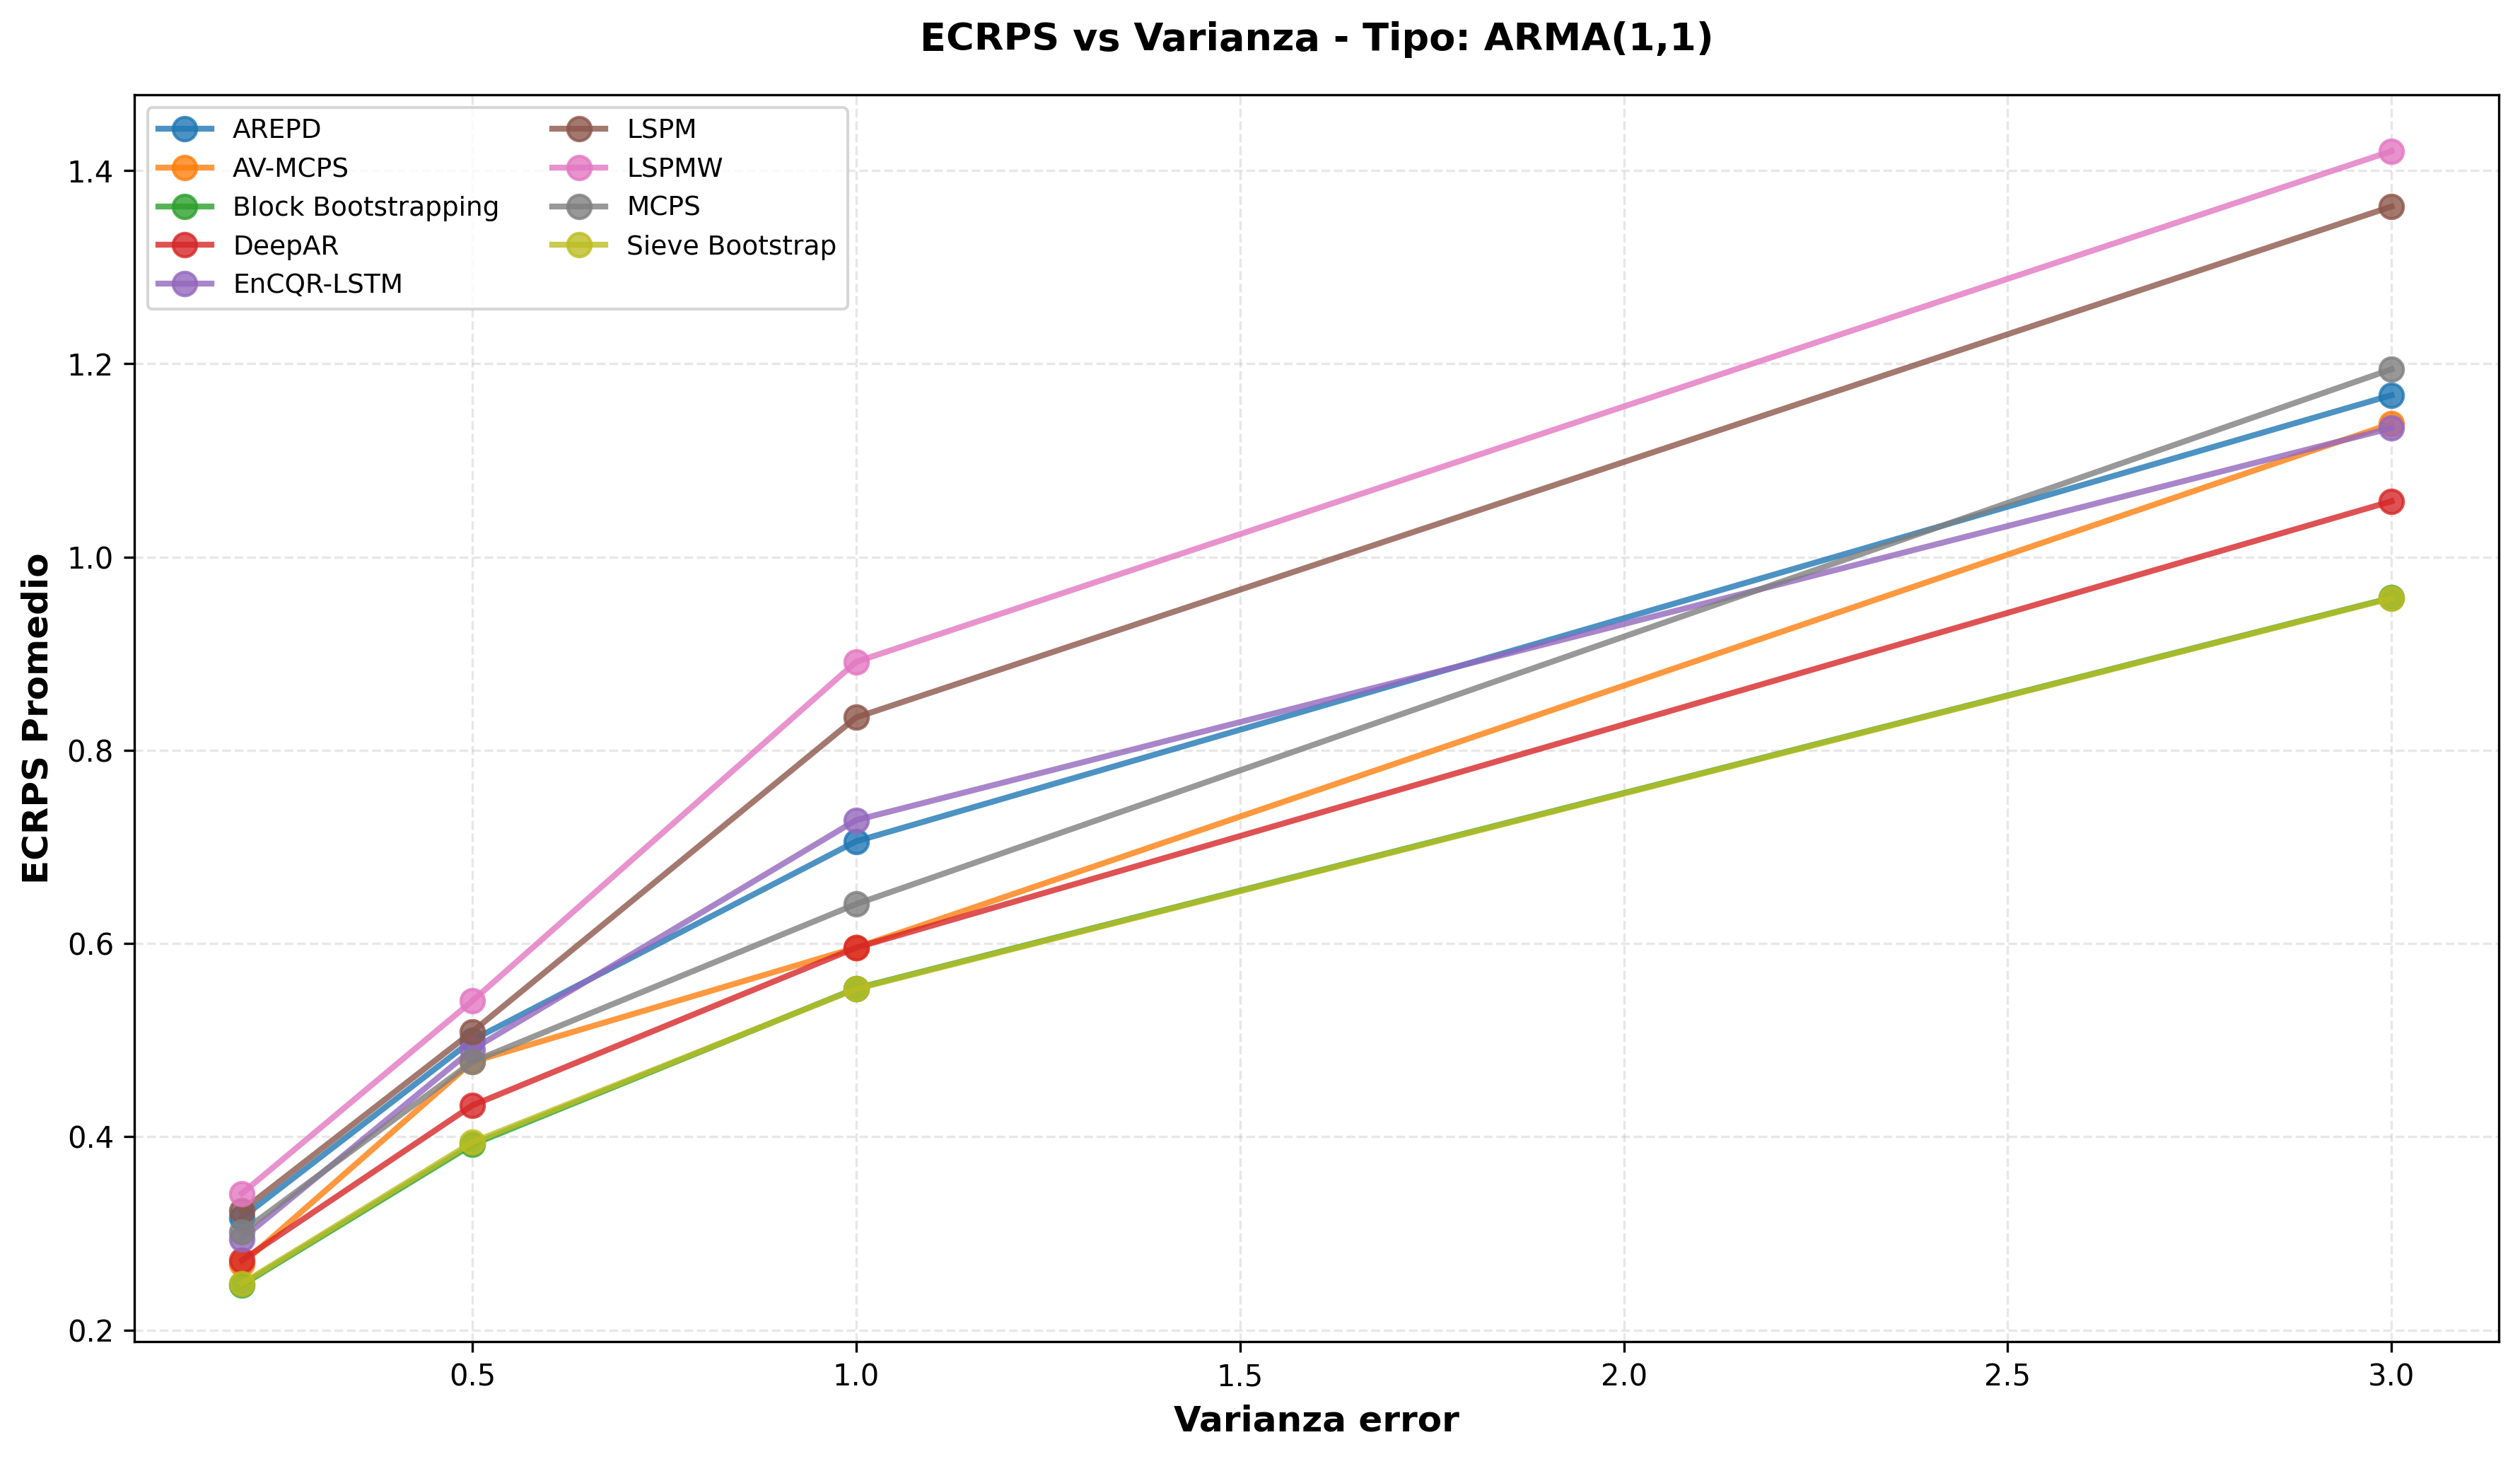 ECRPS vs Varianza - Tipo: ARMA(1,1)
AREPD
AV-MCPS
Block Bootstrapping
DeepAR
EnCQR-LSTM
LSPM
LSPMW
MCPS
Sieve Bootstrap
ECRPS Promedio
1.4
1.2
1.0
0.8
0.6
0.4
0.2
0.5 1.0 1.5 2.0 2.5 3.0
Varianza error